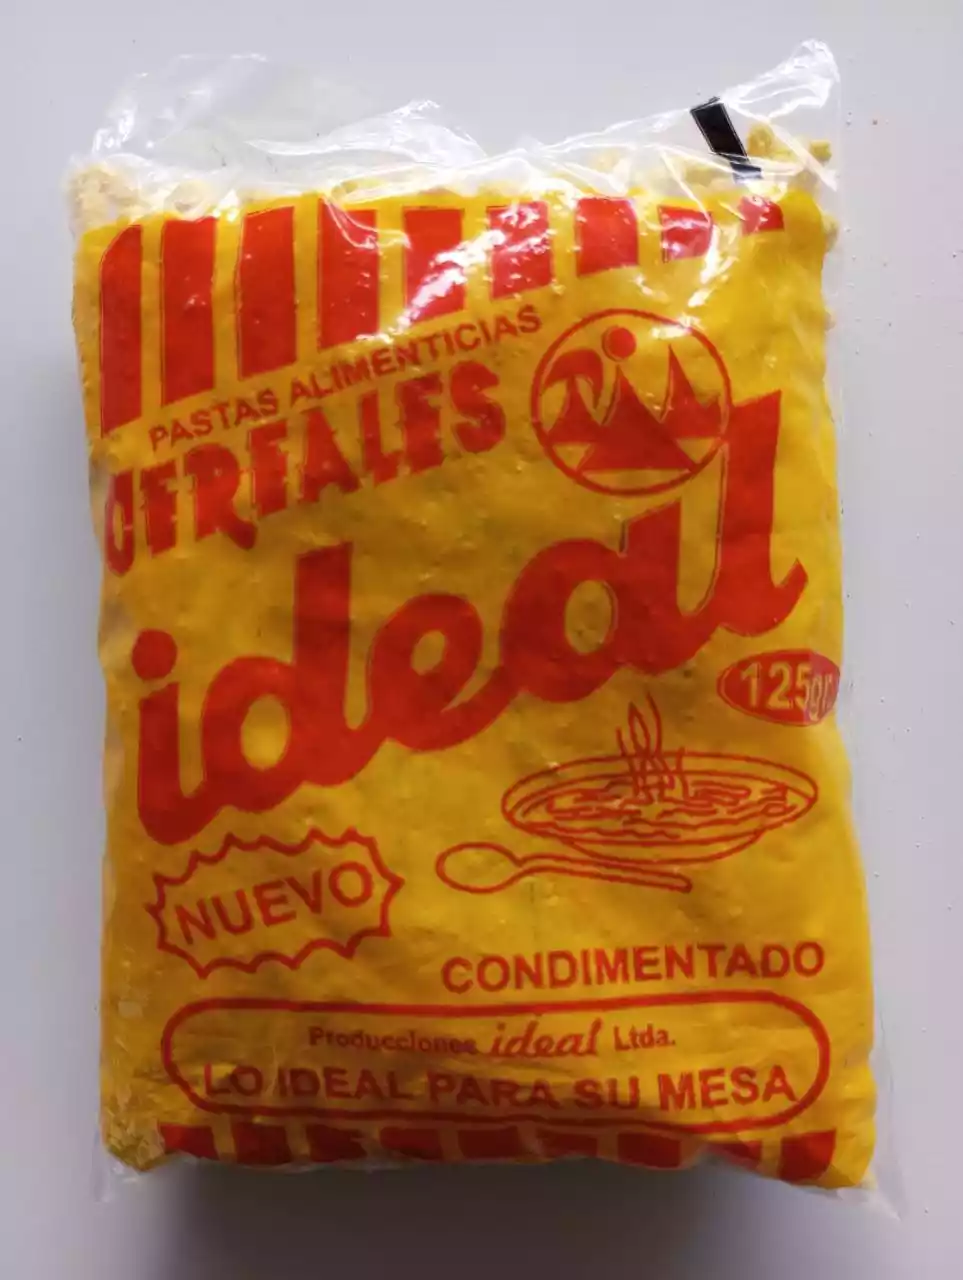 PASTAS ALIMENTICIAS
CEREALES
ideal
125gr
NUEVO
CONDIMENTADO
Producciones ideal Ltda.
LO IDEAL PARA SU MESA